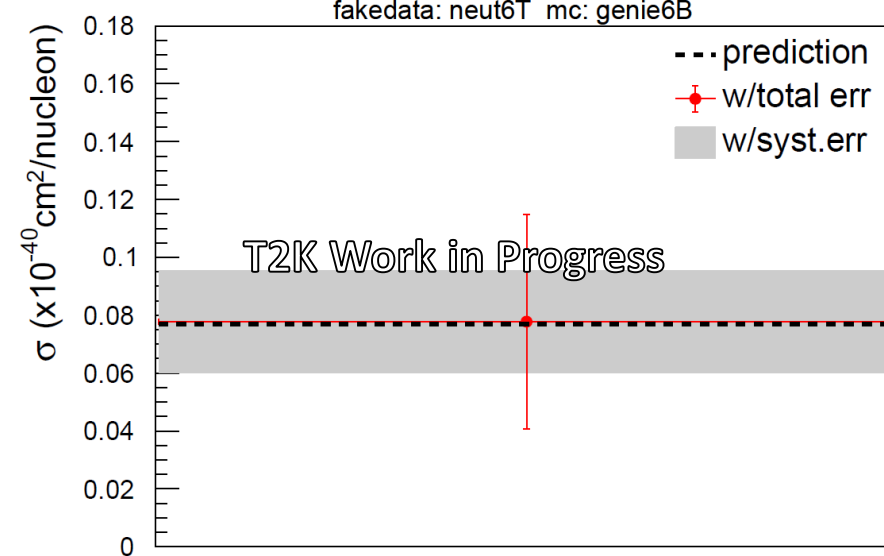 fakedata: neut6T mc: genie6B
σ (x10⁻⁴⁰cm²/nucleon)
0.18
0.16
0.14
0.12
0.1
0.08
0.06
0.04
0.02
0
prediction
w/total err
w/syst.err
T2K Work in Progress